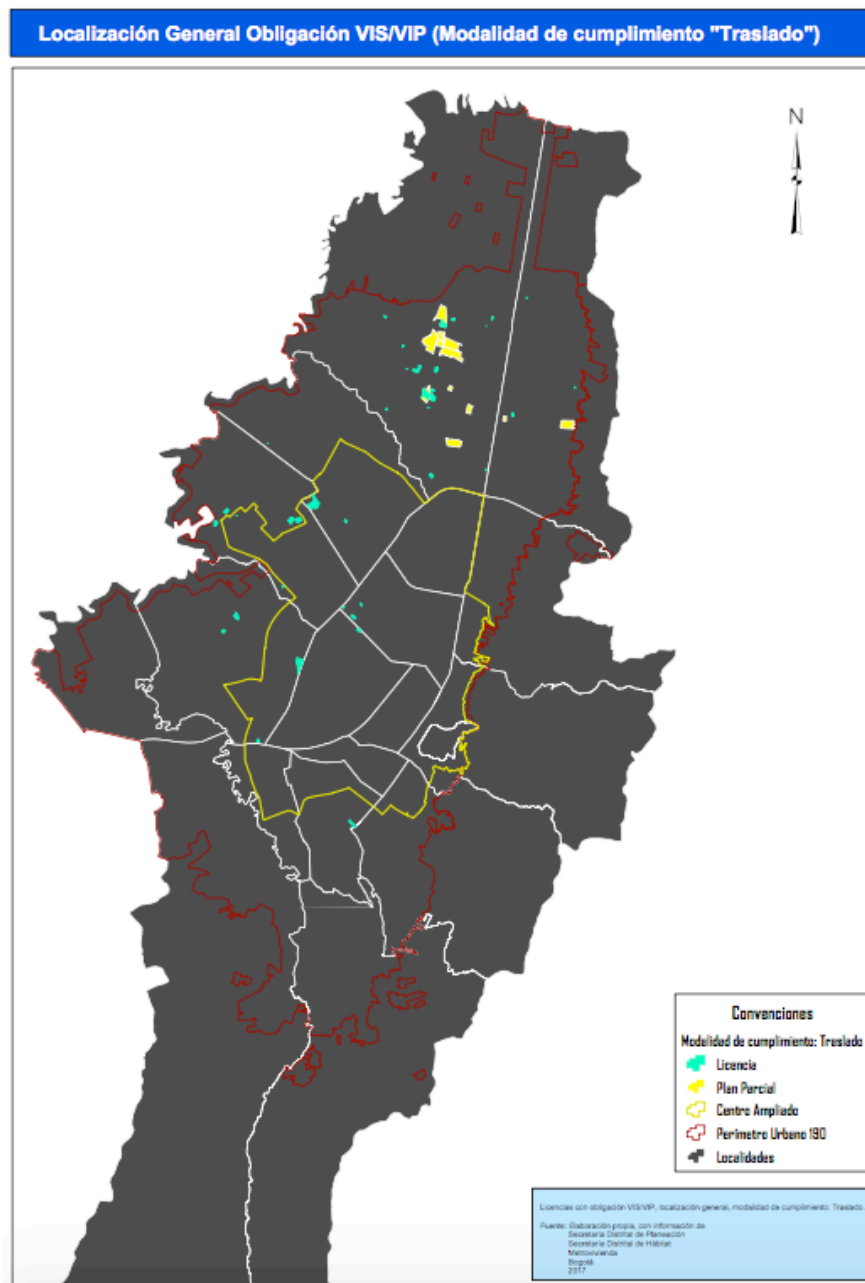 Localización General Obligación VIS/VIP (Modalidad de cumplimiento "Traslado")
N
Convenciones
Modalidad de cumplimiento: Traslado
Licencia
Plan Parcial
Centro Ampliado
Perímetro Urbano 190
Localidades
Licencias con obligación VIS/VIP, localización general, modalidad de cumplimiento: Traslado.
Fuente: Elaboración propia, con información de
Secretaría Distrital de Planeación
Secretaría Distrital de Hábitat
Metrovivienda
Bogotá
2017